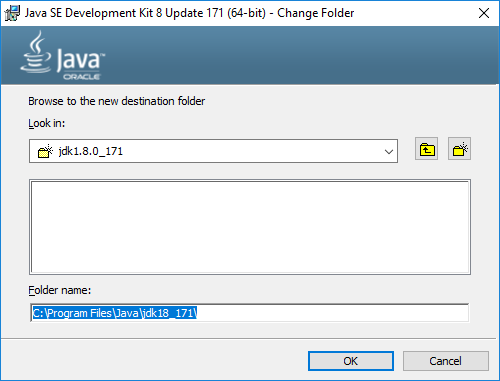 Java SE Development Kit 8 Update 171 (64-bit) - Change Folder
Java
ORACLE
Browse to the new destination folder
Look in:
jdk1.8.0_171
Folder name:
C:\Program Files\Java\jdk18_171\
OK
Cancel